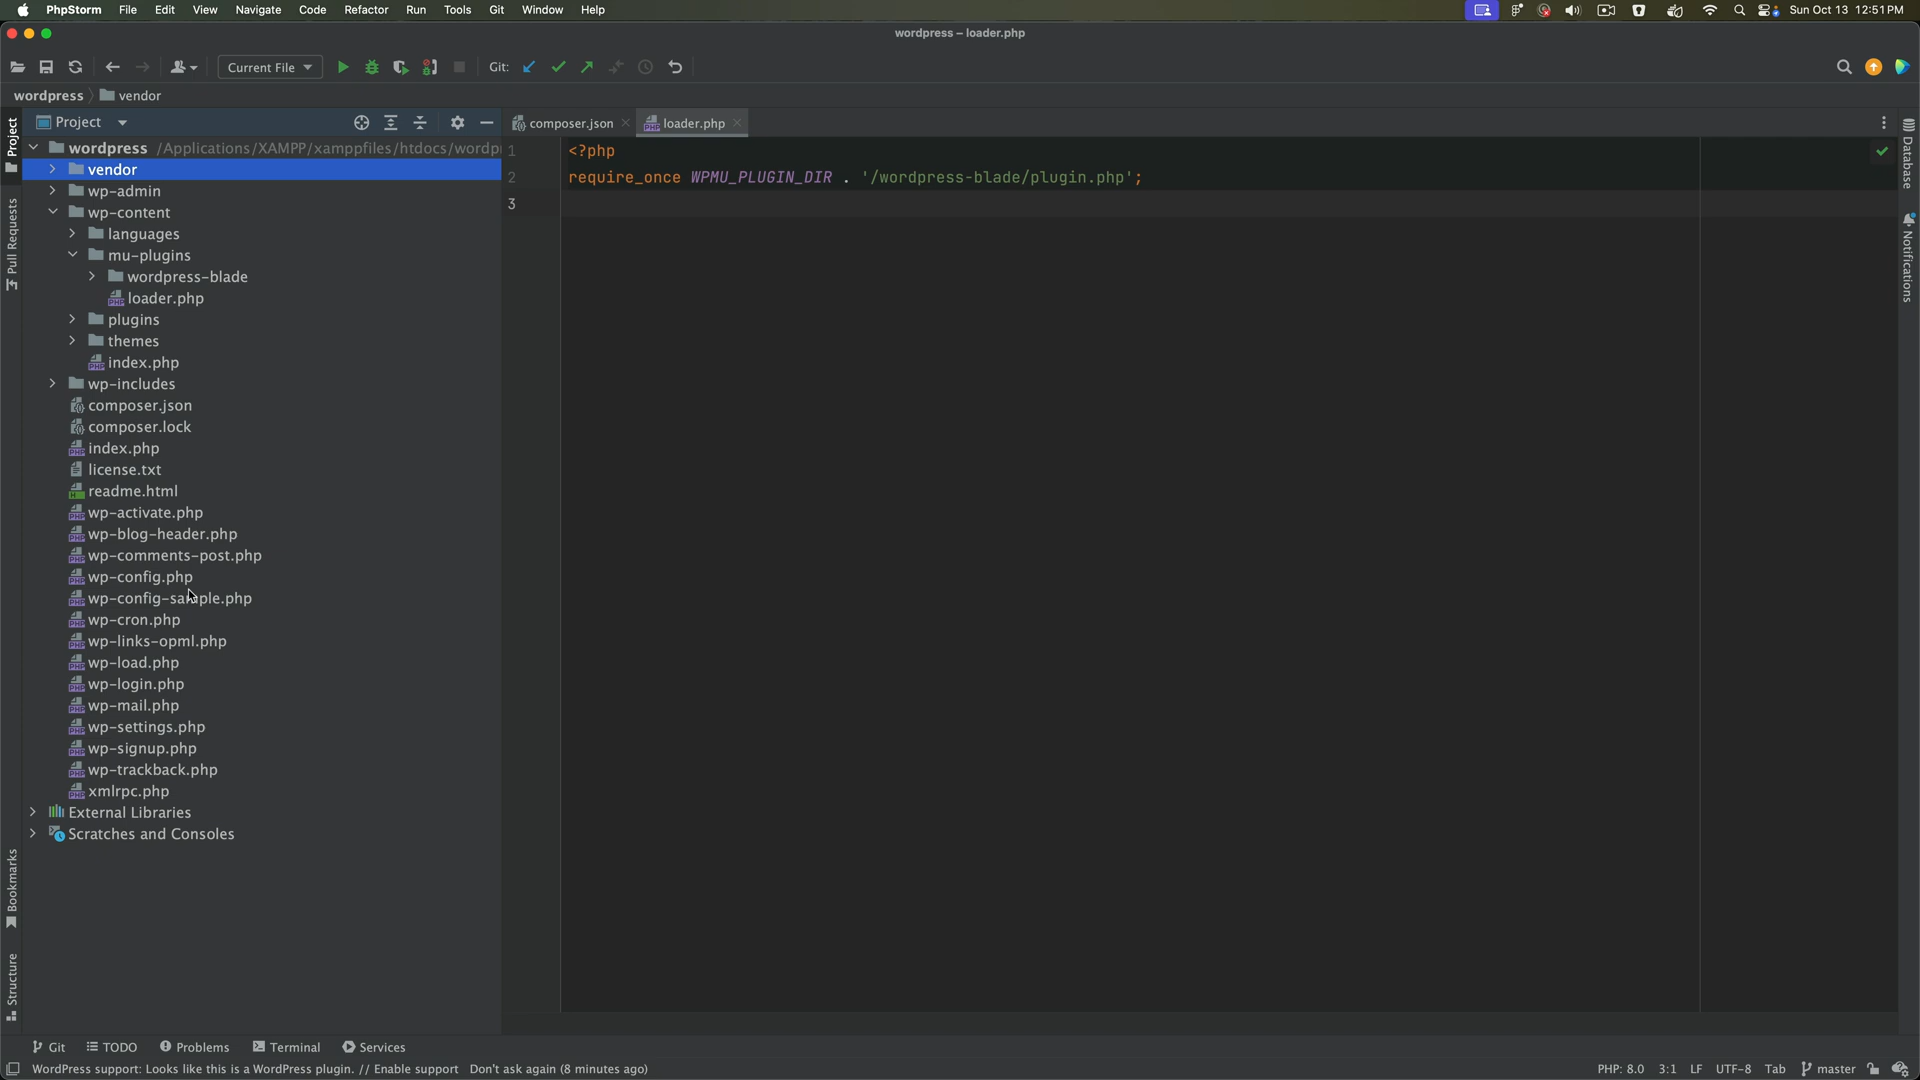 PhpStorm File Edit View Navigate Code Refactor Run Tools Git Window Help Sun Oct 13 12:51 PM
wordpress – loader.php
Current File Git:
wordpress vendor
Project
composer.json loader.php
wordpress /Applications/XAMPP/xamppfiles/htdocs/wordp
vendor
wp-admin
wp-content
languages
mu-plugins
wordpress-blade
loader.php
plugins
themes
index.php
wp-includes
composer.json
composer.lock
index.php
license.txt
readme.html
wp-activate.php
wp-blog-header.php
wp-comments-post.php
wp-config.php
wp-config-sample.php
wp-cron.php
wp-links-opml.php
wp-load.php
wp-login.php
wp-mail.php
wp-settings.php
wp-signup.php
wp-trackback.php
xmlrpc.php
External Libraries
Scratches and Consoles
1 <?php
2 require_once WPMU_PLUGIN_DIR . '/wordpress-blade/plugin.php';
3
Project
Pull Requests
Bookmarks
Structure
Database
Notifications
Git TODO Problems Terminal Services
WordPress support: Looks like this is a WordPress plugin. // Enable support Don't ask again (8 minutes ago) PHP: 8.0 3:1 LF UTF-8 Tab master